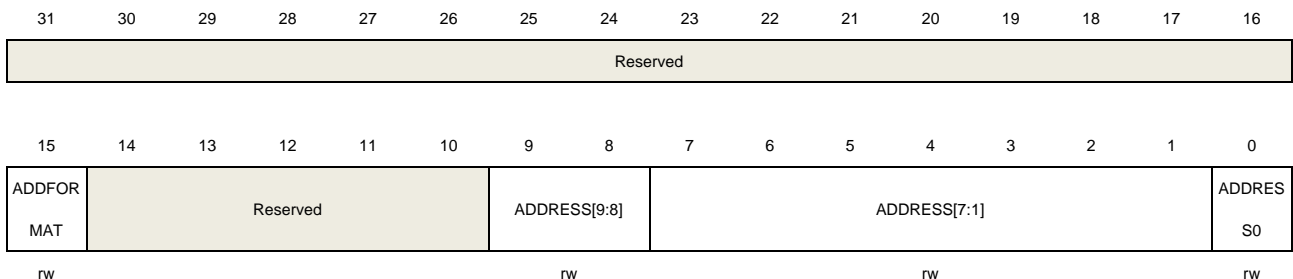 31 30 29 28 27 26 25 24 23 22 21 20 19 18 17 16
Reserved
15 14 13 12 11 10 9 8 7 6 5 4 3 2 1 0
ADDFOR
MAT
Reserved
ADDRESS[9:8]
ADDRESS[7:1]
ADDRES
S0
rw rw rw rw